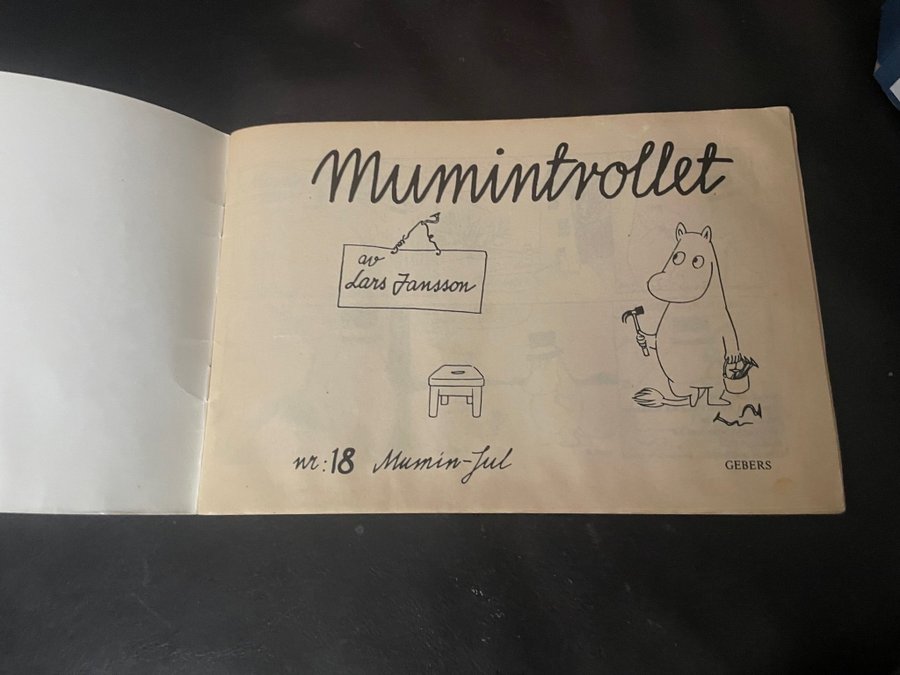 Mumintrollet
av
Lars Jansson
nr:18 Mumin-Jul
GEBERS